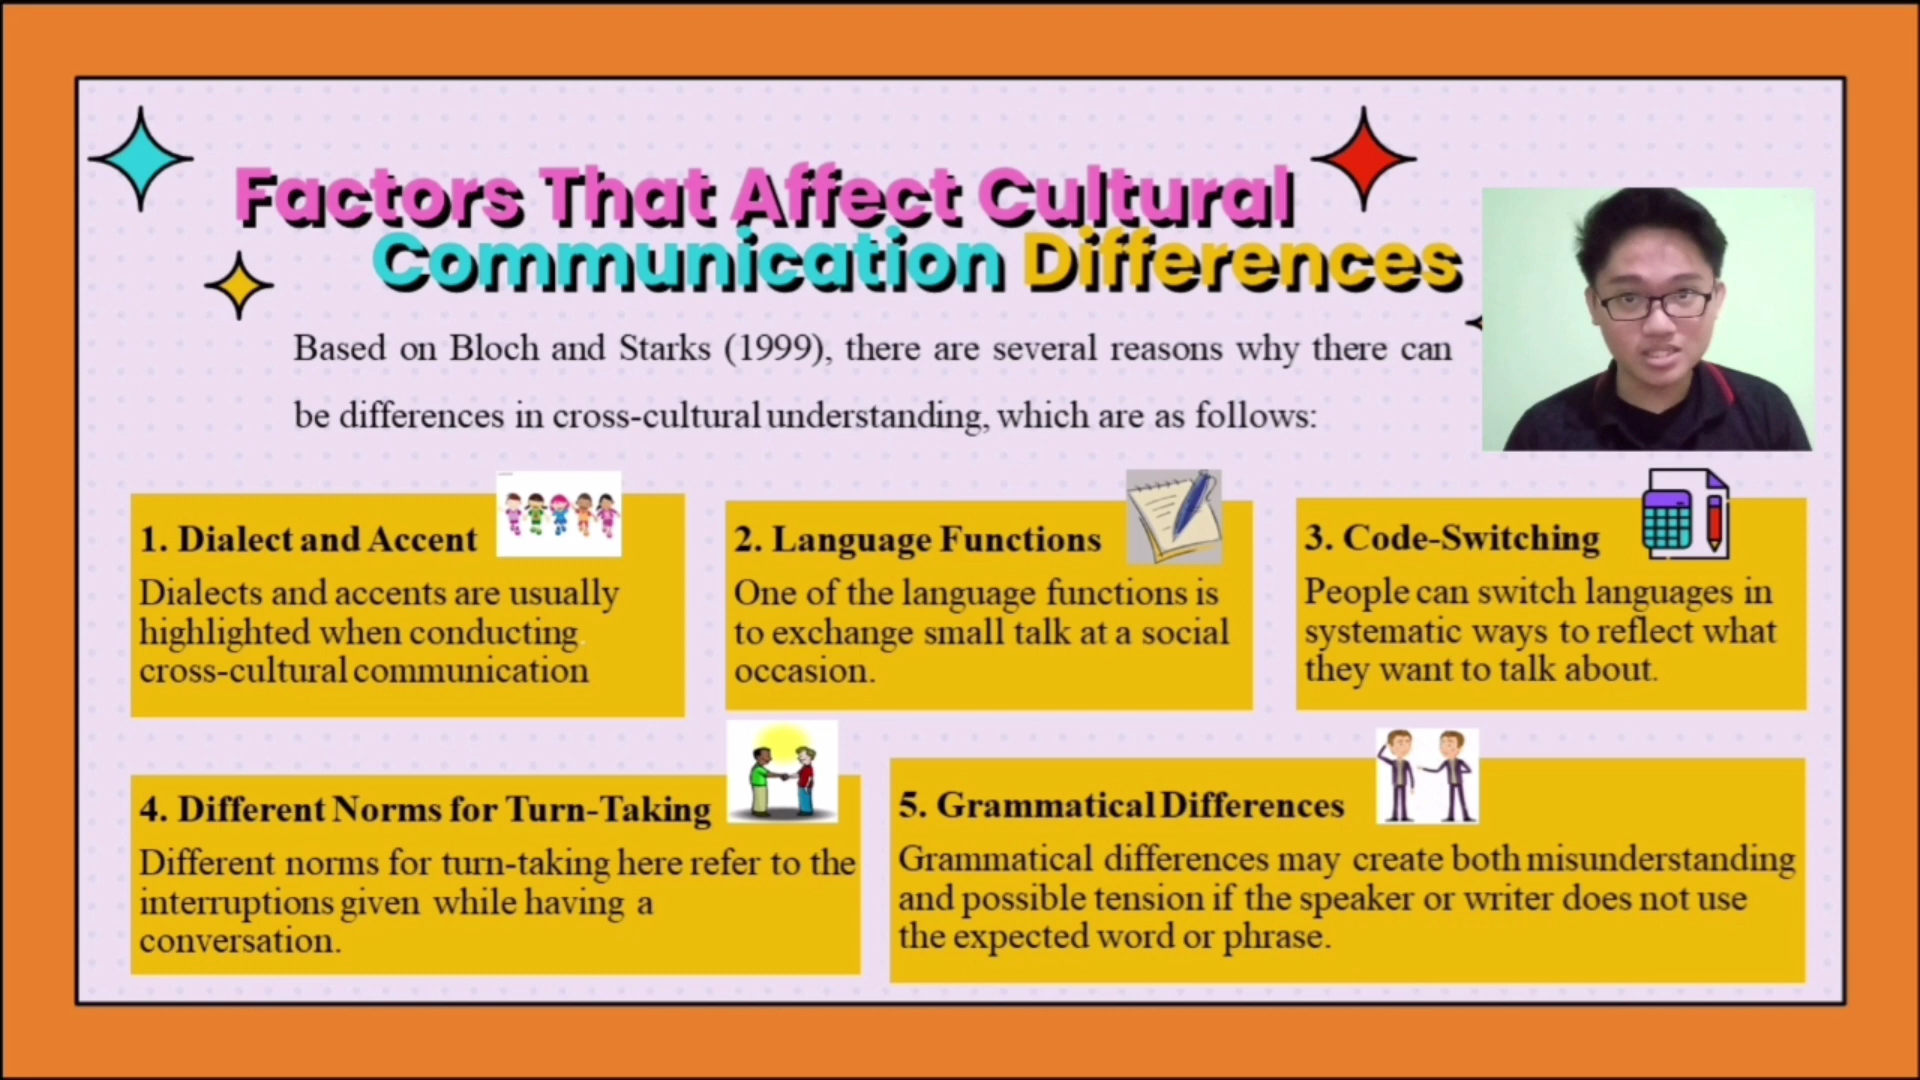 Factors That Affect Cultural
Communication Differences
Based on Bloch and Starks (1999), there are several reasons why there can
be differences in cross-cultural understanding, which are as follows:
1. Dialect and Accent
Dialects and accents are usually
highlighted when conducting
cross-cultural communication
2. Language Functions
One of the language functions is
to exchange small talk at a social
occasion.
3. Code-Switching
People can switch languages in
systematic ways to reflect what
they want to talk about.
4. Different Norms for Turn-Taking
Different norms for turn-taking here refer to the
interruptions given while having a
conversation.
5. Grammatical Differences
Grammatical differences may create both misunderstanding
and possible tension if the speaker or writer does not use
the expected word or phrase.